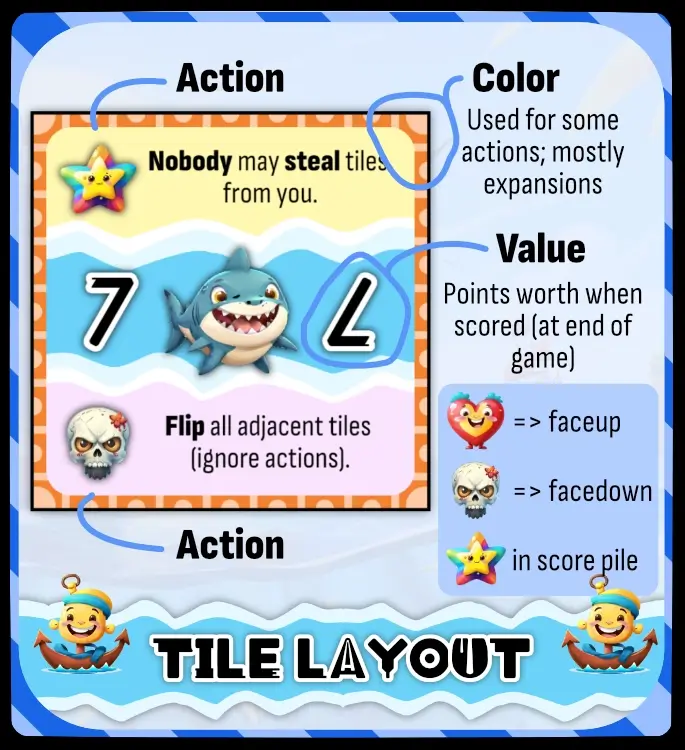 Action
Color
Used for some
actions; mostly
expansions
Nobody may steal tiles
from you.
7
7
Value
Points worth when
scored (at end of
game)
Flip all adjacent tiles
(ignore actions).
=> faceup
=> facedown
in score pile
Action
TILE LAYOUT